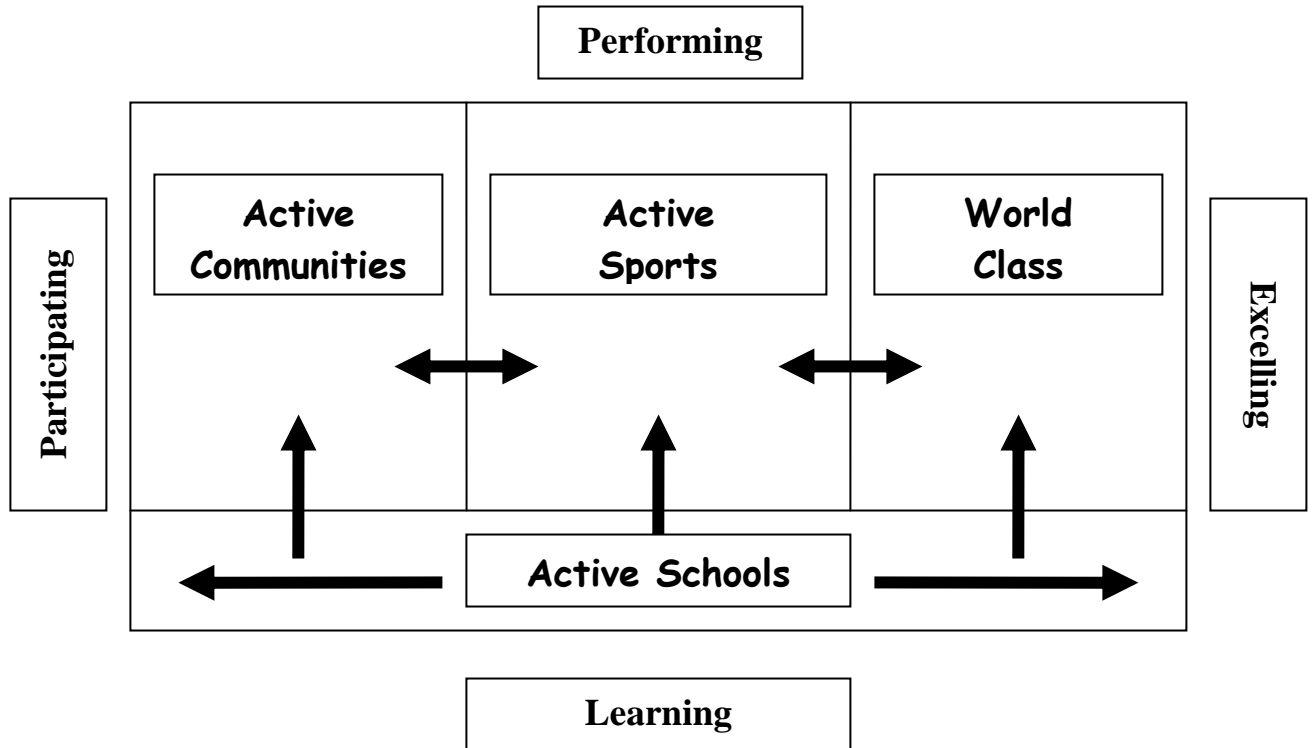 Performing
Active
Communities
Active
Sports
World
Class
Participating
Excelling
Active Schools
Learning